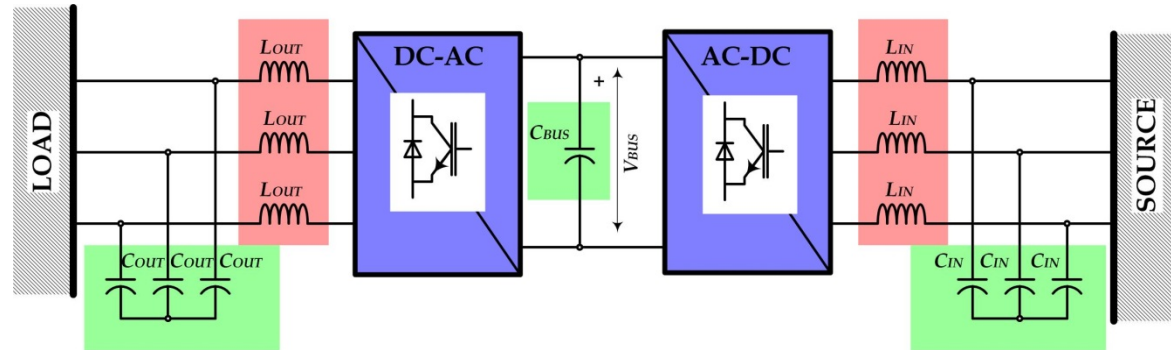 LOAD
LOUT
LOUT
LOUT
COUT COUT COUT
DC-AC
CBUS
+
VBUS
AC-DC
LIN
LIN
LIN
CIN CIN CIN
SOURCE